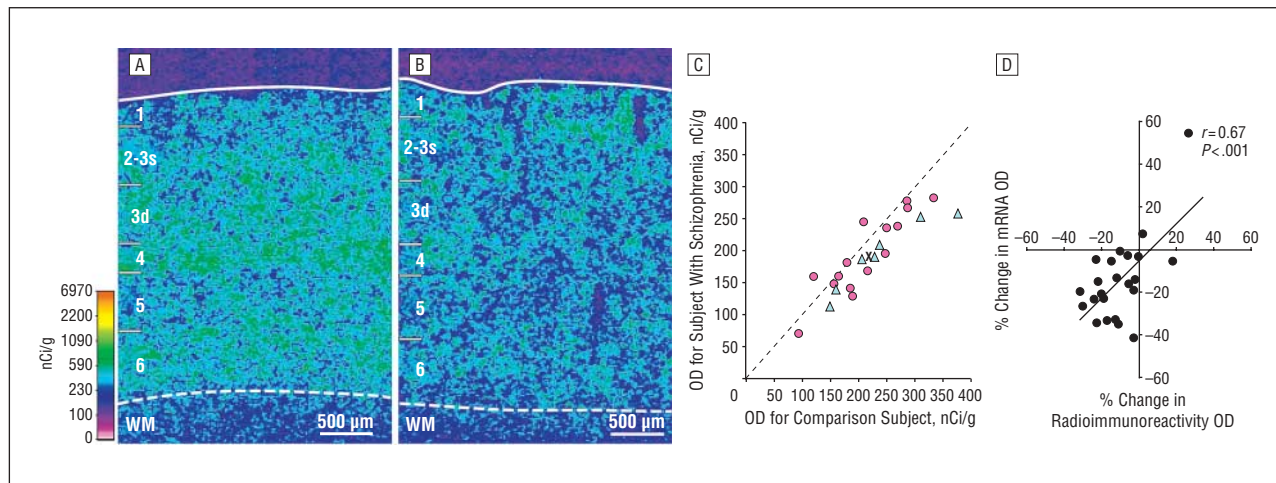 A
B
C
D
1
2-3s
3d
4
5
6
WM
500 μm
1
2-3s
3d
4
5
6
WM
500 μm
6970
2200
1090
590
230
100
0
nCi/g
OD for Subject With Schizophrenia, nCi/g
400
350
300
250
200
150
100
50
0
50
100
150
200
250
300
350
400
OD for Comparison Subject, nCi/g
X
% Change in mRNA OD
60
40
20
−20
−40
−60
−60
−40
−20
0
20
40
60
r = 0.67
P < .001
% Change in
Radioimmunoreactivity OD